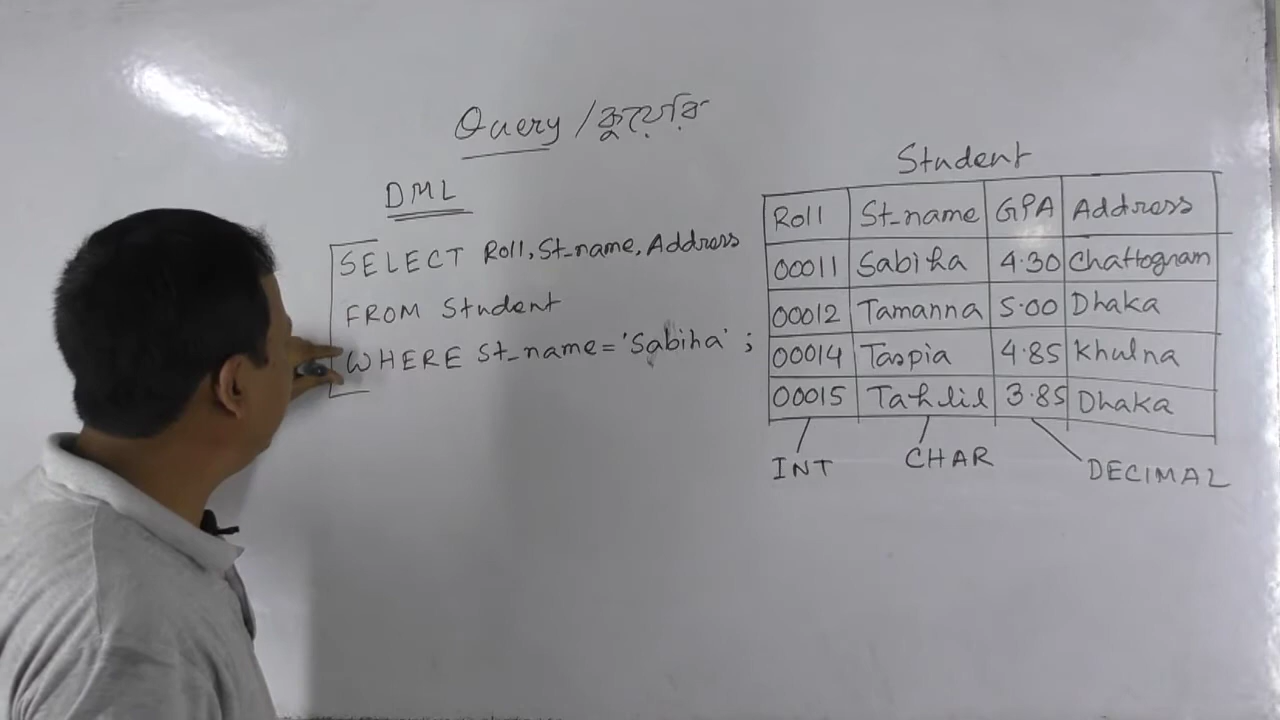 Query / কুয়েরি
DML
SELECT Roll, St_name, Address
FROM Student
WHERE St_name = 'Sabiha' ;
Student
Roll St_name GPA Address
00011 Sabiha 4.30 Chattogram
00012 Tamanna 5.00 Dhaka
00014 Taspia 4.85 Khulna
00015 Tahlil 3.85 Dhaka
INT CHAR DECIMAL